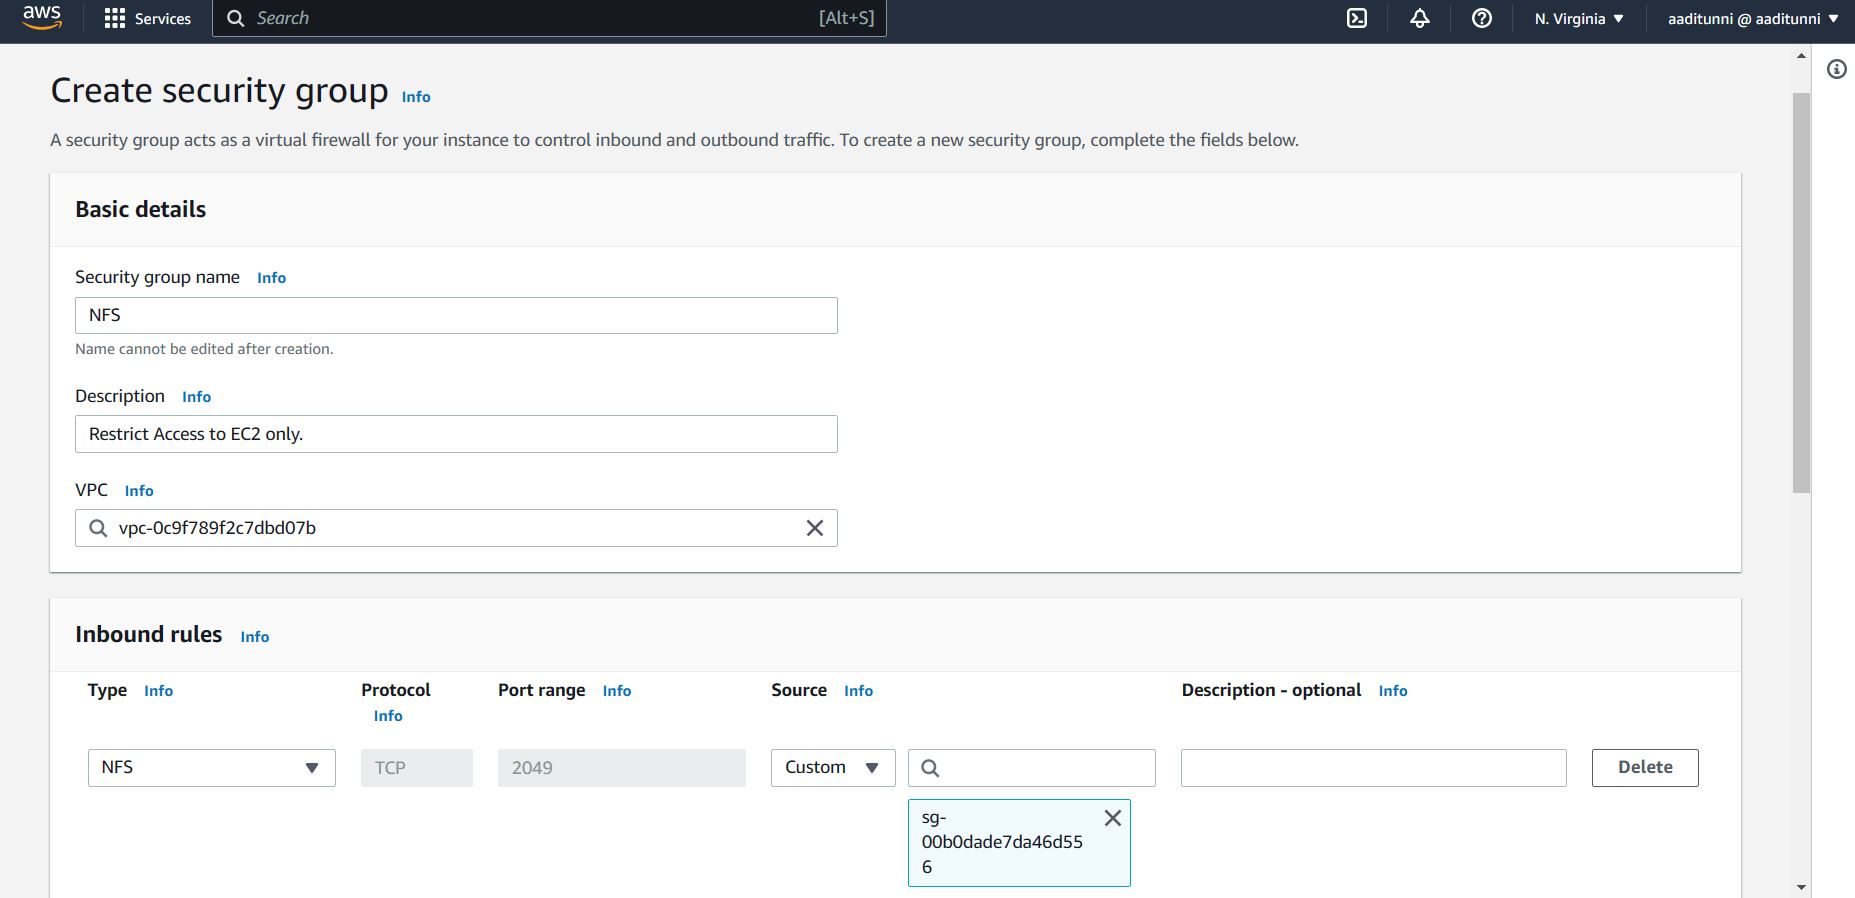 aws Services Search [Alt+S] N. Virginia aaditunni @ aaditunni
Create security group Info
A security group acts as a virtual firewall for your instance to control inbound and outbound traffic. To create a new security group, complete the fields below.
Basic details
Security group name Info
NFS
Name cannot be edited after creation.
Description Info
Restrict Access to EC2 only.
VPC Info
vpc-0c9f789f2c7dbd07b
Inbound rules Info
Type Info Protocol Port range Info Source Info Description - optional Info
Info
NFS TCP 2049 Custom Delete
sg-
00b0dade7da46d55
6